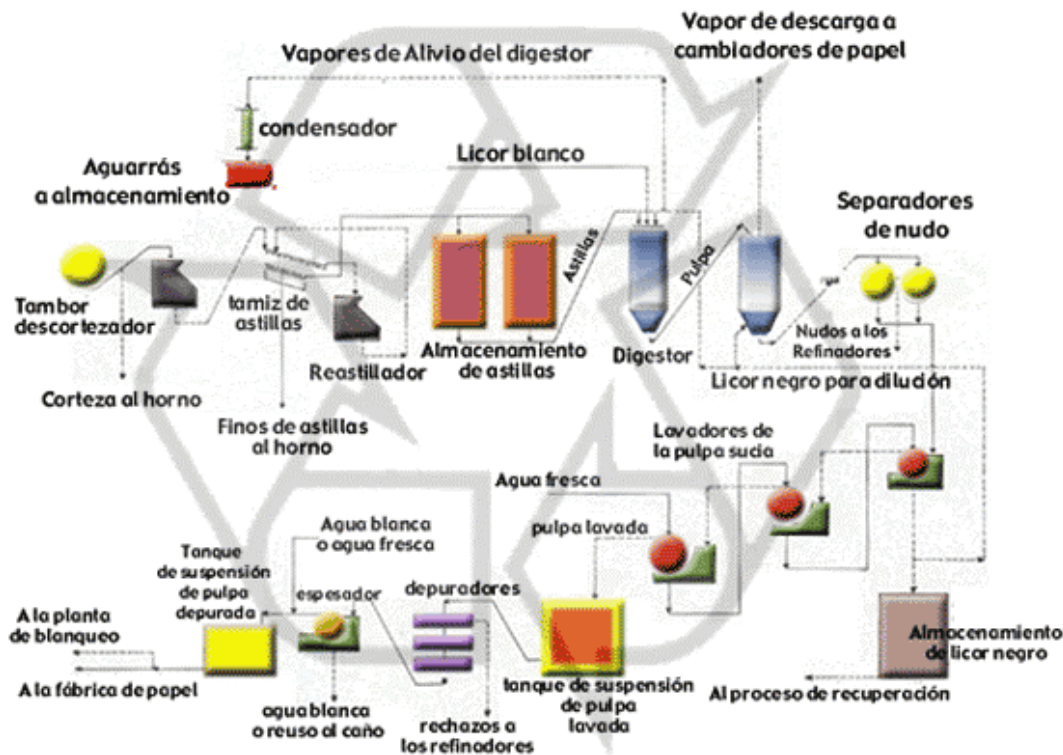 Vapor de descarga a
cambiadores de papel
Vapores de Alivio del digestor
condensador
Licor blanco
Aguarrás
a almacenamiento
Separadores
de nudo
Astillas
Pulpa
Tambor
descortezador
tamiz de
astillas
Reastillador
Almacenamiento
de astillas
Digestor
Nudos a los
Refinadores
Licor negro para dilución
Corteza al horno
Finos de astillas
al horno
Lavadores de
la pulpa sucia
Agua fresca
pulpa lavada
Agua blanca
o agua fresca
Tanque
de suspensión
de pulpa
depurada
espesador
depuradores
A la planta
de blanqueo
A la fábrica de papel
agua blanca
o reuso al caño
rechazos a
los refinadores
tanque de suspensión
de pulpa
lavada
Almacenamiento
de licor negro
Al proceso de recuperación